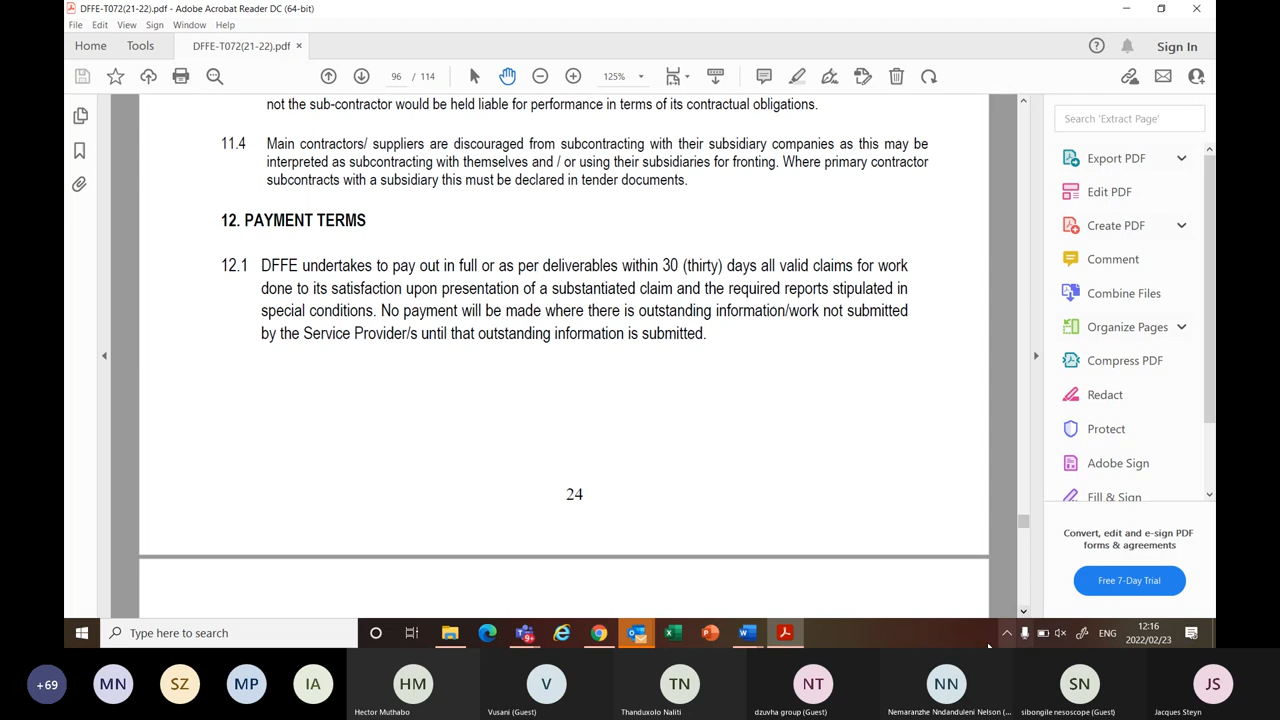 DFFE-T072(21-22).pdf - Adobe Acrobat Reader DC (64-bit)
File Edit View Sign Window Help
Home Tools DFFE-T072(21-22).pdf × Sign In
96 / 114 125%
not the sub-contractor would be held liable for performance in terms of its contractual obligations.
11.4 Main contractors/ suppliers are discouraged from subcontracting with their subsidiary companies as this may be
interpreted as subcontracting with themselves and / or using their subsidiaries for fronting. Where primary contractor
subcontracts with a subsidiary this must be declared in tender documents.
12. PAYMENT TERMS
12.1 DFFE undertakes to pay out in full or as per deliverables within 30 (thirty) days all valid claims for work
done to its satisfaction upon presentation of a substantiated claim and the required reports stipulated in
special conditions. No payment will be made where there is outstanding information/work not submitted
by the Service Provider/s until that outstanding information is submitted.
24
Search 'Extract Page'
Export PDF
Edit PDF
Create PDF
Comment
Combine Files
Organize Pages
Compress PDF
Redact
Protect
Adobe Sign
Fill & Sign
Convert, edit and e-sign PDF
forms & agreements
Free 7-Day Trial
Type here to search
9+
ENG
12:16
2022/02/23
+69 MN SZ MP IA HM V TN NT NN SN JS
Hector Muthabo Vusani (Guest) Thanduxolo Naliti dzuvha group (Guest) Nemaranzhe Nndanduleni Nelson (... sibongile nesoscope (Guest) Jacques Steyn